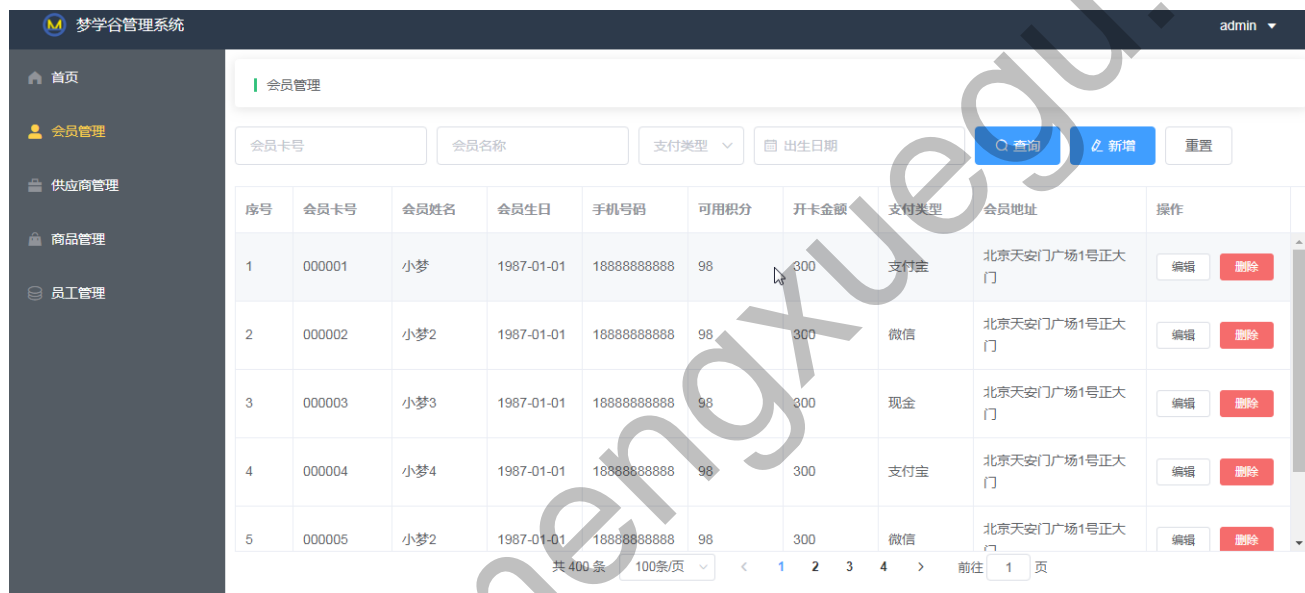 梦学谷管理系统 admin
首页
会员管理
供应商管理
商品管理
员工管理
会员管理
会员卡号 会员名称 支付类型 出生日期 查询 新增 重置
序号 会员卡号 会员姓名 会员生日 手机号码 可用积分 开卡金额 支付类型 会员地址 操作
1 000001 小梦 1987-01-01 18888888888 98 300 支付宝 北京天安门广场1号正大
门 编辑 删除
2 000002 小梦2 1987-01-01 18888888888 98 300 微信 北京天安门广场1号正大
门 编辑 删除
3 000003 小梦3 1987-01-01 18888888888 98 300 现金 北京天安门广场1号正大
门 编辑 删除
4 000004 小梦4 1987-01-01 18888888888 98 300 支付宝 北京天安门广场1号正大
门 编辑 删除
5 000005 小梦2 1987-01-01 18888888888 98 300 微信 北京天安门广场1号正大
编辑 删除
共 400 条 100条/页 < 1 2 3 4 > 前往 1 页
mengxuegu.